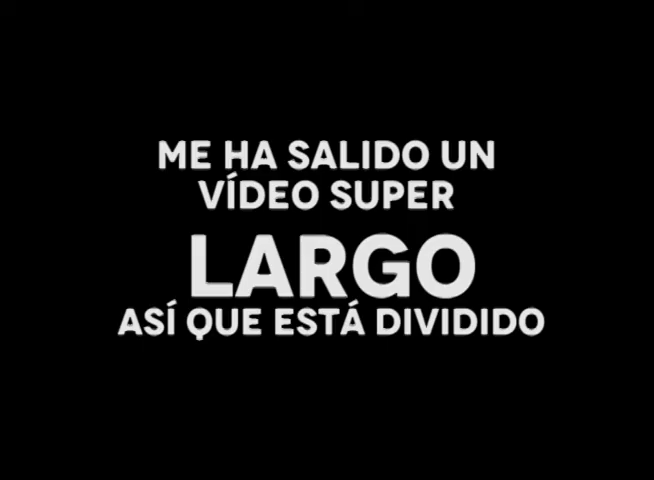 ME HA SALIDO UN
VÍDEO SUPER
LARGO
ASÍ QUE ESTÁ DIVIDIDO